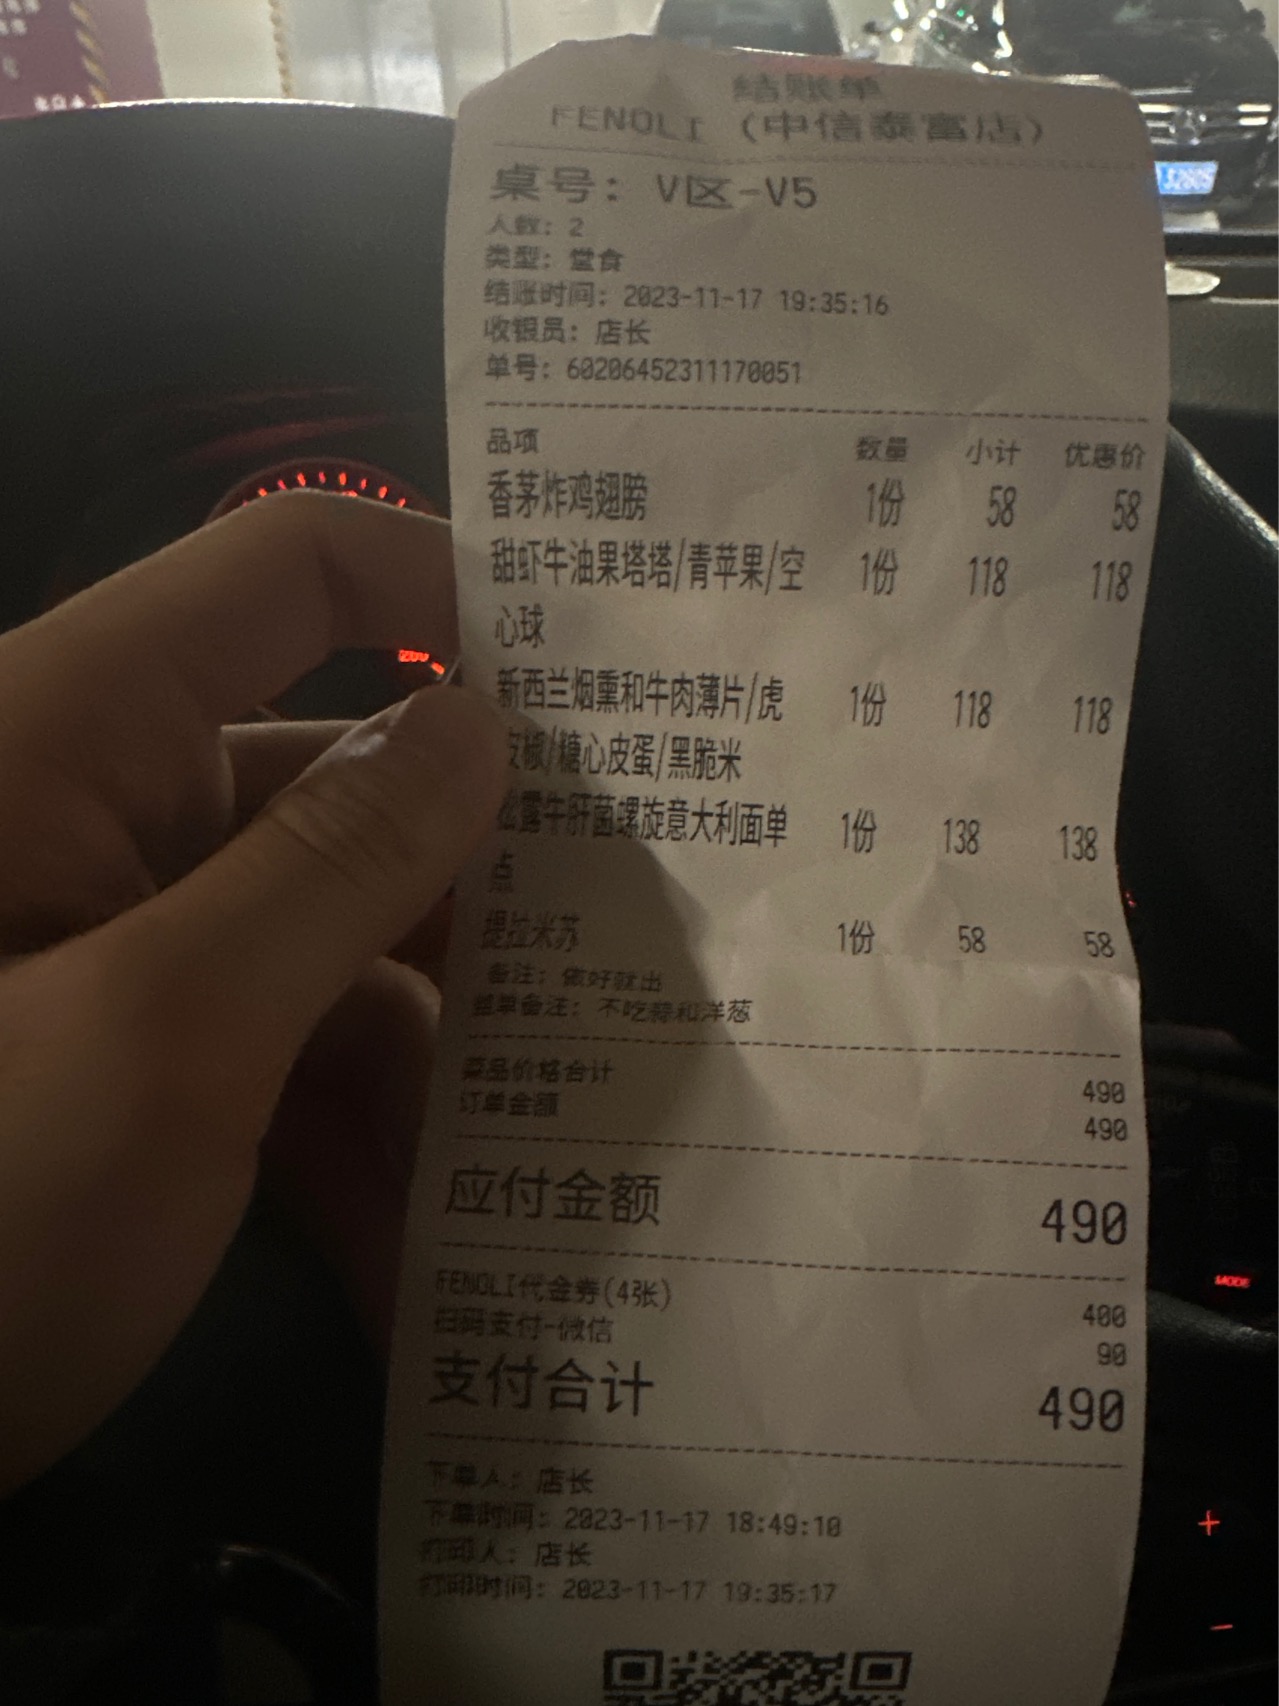 结账单
FENOLI (中信泰富店)
桌号: V区-V5
人数: 2
类型: 堂食
结账时间: 2023-11-17 19:35:16
收银员: 店长
单号: 60206452311170051
品项 数量 小计 优惠价
香茅炸鸡翅膀 1份 58 58
甜虾牛油果塔塔/青苹果/空 1份 118 118
心球
新西兰烟熏和牛肉薄片/虎 1份 118 118
皮椒/糖心皮蛋/黑脆米
露牛肝菌螺旋意大利面单 1份 138 138
点
提拉米苏 1份 58 58
备注: 做好就出
整单备注: 不吃蒜和洋葱
菜品价格合计 490
订单金额 490
应付金额 490
FENOLI代金券(4张) 400
扫码支付-微信 90
支付合计 490
下单人: 店长
下单时间: 2023-11-17 18:49:10
打印人: 店长
打印时间: 2023-11-17 19:35:17
MODE
+
-